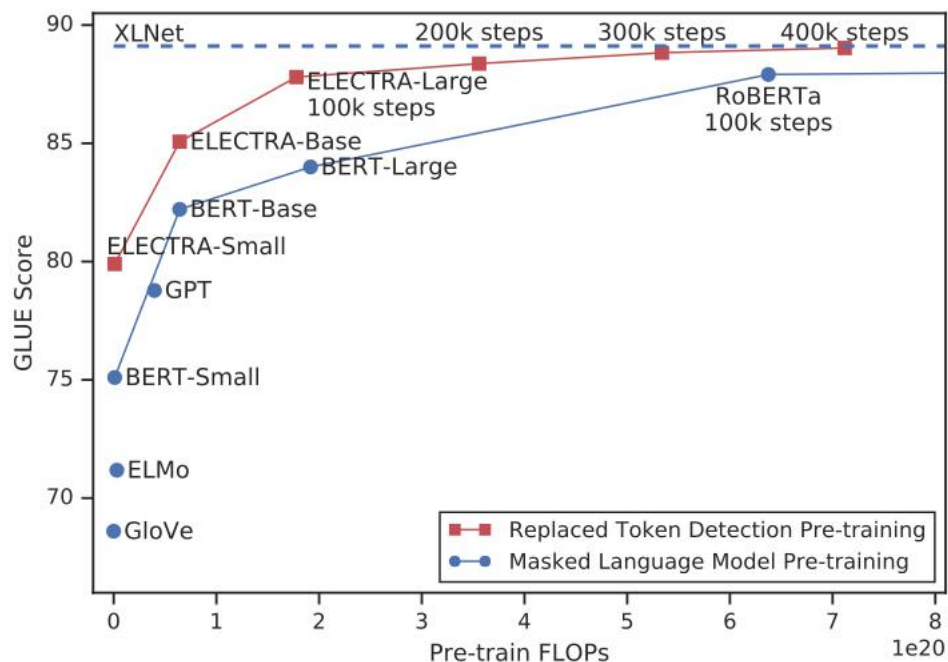 90
85
80
75
70
GLUE Score
XLNet
200k steps
300k steps
400k steps
ELECTRA-Large
100k steps
RoBERTa
100k steps
ELECTRA-Base
BERT-Large
BERT-Base
ELECTRA-Small
GPT
BERT-Small
ELMo
GloVe
Replaced Token Detection Pre-training
Masked Language Model Pre-training
0 1 2 3 4 5 6 7 8
1e20
Pre-train FLOPs